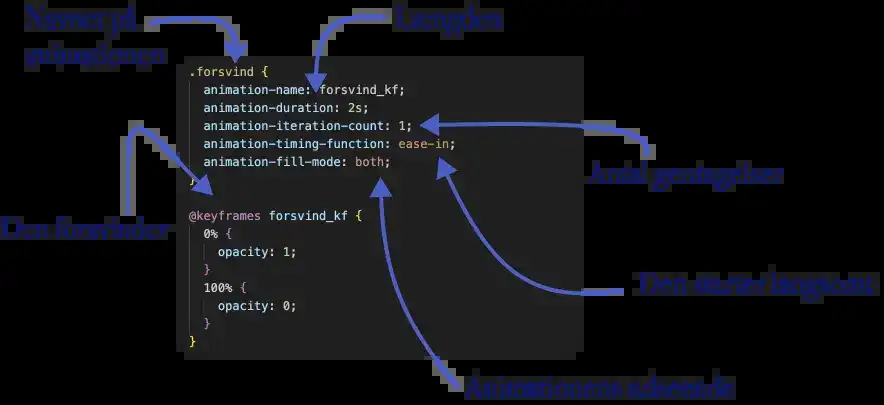 Navnet på
animationen
Længden
.forsvind {
animation-name: forsvind_kf;
animation-duration: 2s;
animation-iteration-count: 1;
animation-timing-function: ease-in;
animation-fill-mode: both;
}
Antal gentagelser
Den forsvinder
@keyframes forsvind_kf {
0% {
opacity: 1;
}
100% {
opacity: 0;
}
}
Den starter langsomt
Animationens udseende